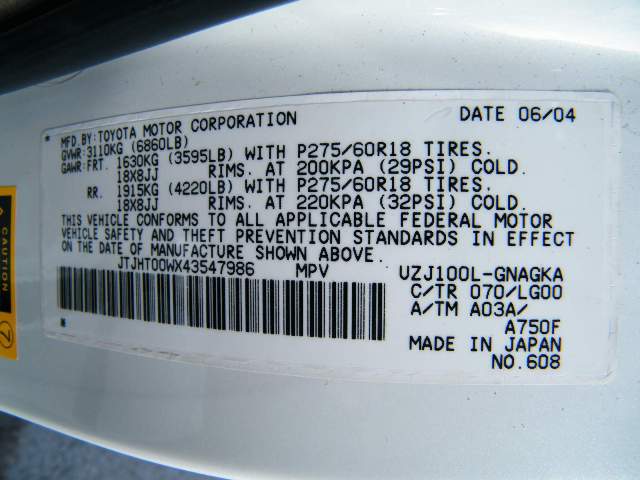 DATE 06/04
MFD.BY:TOYOTA MOTOR CORPORATION
GVWR:3110KG (6860LB)
GAWR:FRT. 1630KG (3595LB) WITH P275/60R18 TIRES.
18X8JJ RIMS. AT 200KPA (29PSI) COLD.
RR. 1915KG (4220LB) WITH P275/60R18 TIRES.
18X8JJ RIMS. AT 220KPA (32PSI) COLD.
THIS VEHICLE CONFORMS TO ALL APPLICABLE FEDERAL MOTOR
VEHICLE SAFETY AND THEFT PREVENTION STANDARDS IN EFFECT
ON THE DATE OF MANUFACTURE SHOWN ABOVE.
JTJHT00WX43547986 MPV UZJ100L-GNAGKA
C/TR 070/LG00
A/TM A03A/
A750F
MADE IN JAPAN
NO.608
CAUTION
7